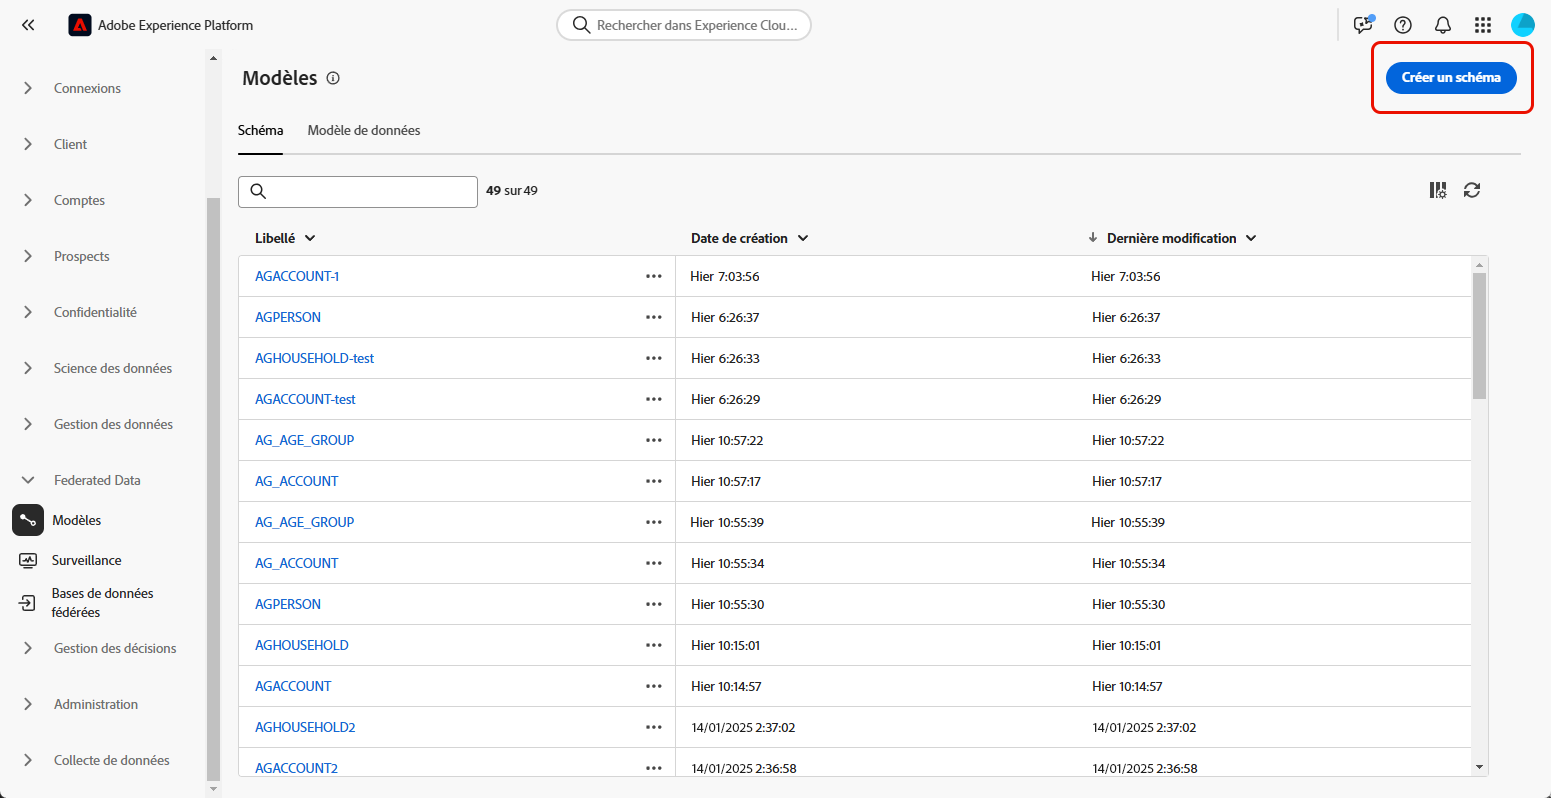 Adobe Experience Platform
Rechercher dans Experience Clou...
Connexions
Client
Comptes
Prospects
Confidentialité
Science des données
Gestion des données
Federated Data
Modèles
Surveillance
Bases de données
fédérées
Gestion des décisions
Administration
Collecte de données
Modèles
Créer un schéma
Schéma Modèle de données
49 sur 49
Libellé Date de création Dernière modification
AGACCOUNT-1 Hier 7:03:56 Hier 7:03:56
AGPERSON Hier 6:26:37 Hier 6:26:37
AGHOUSEHOLD-test Hier 6:26:33 Hier 6:26:33
AGACCOUNT-test Hier 6:26:29 Hier 6:26:29
AG_AGE_GROUP Hier 10:57:22 Hier 10:57:22
AG_ACCOUNT Hier 10:57:17 Hier 10:57:17
AG_AGE_GROUP Hier 10:55:39 Hier 10:55:39
AG_ACCOUNT Hier 10:55:34 Hier 10:55:34
AGPERSON Hier 10:55:30 Hier 10:55:30
AGHOUSEHOLD Hier 10:15:01 Hier 10:15:01
AGACCOUNT Hier 10:14:57 Hier 10:14:57
AGHOUSEHOLD2 14/01/2025 2:37:02 14/01/2025 2:37:02
AGACCOUNT2 14/01/2025 2:36:58 14/01/2025 2:36:58